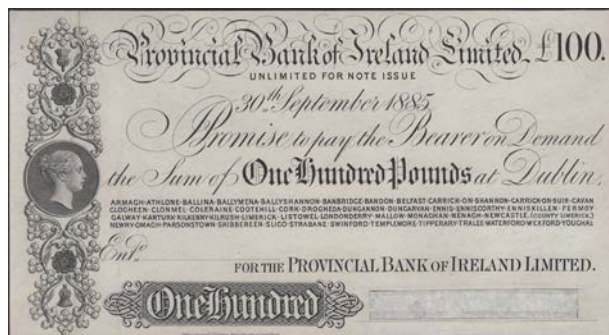 Provincial Bank of Ireland Limited. £100.
UNLIMITED FOR NOTE ISSUE
30th September 1885
I Promise to pay the Bearer on Demand
the Sum of One Hundred Pounds at Dublin.
ARMAGH·ATHLONE·BALLINA·BALLYMENA·BALLYSHANNON·BANBRIDGE·BANDON·BELFAST·CARRICK·ON·SHANNON·CARRICK·ON·SUIR·CAVAN
CLOGHEEN·CLONMEL·COLERAINE·COOTEHILL·CORK·DROGHEDA·DUNGANNON·DUNGARVAN·ENNIS·ENNISCORTHY·ENNISKILLEN·FERMOY
GALWAY·KANTURK·KILKENNY·KILRUSH·LIMERICK·LISTOWEL·LONDONDERRY·MALLOW·MONAGHAN·NENAGH·NEWCASTLE, (COUNTY LIMERICK,)
NEWRY·OMAGH·PARSONSTOWN·SKIBBEREEN·SLIGO·STRABANE·SWINFORD·TEMPLEMORE·TIPPERARY·TRALEE·WATERFORD·WEXFORD·YOUGHAL
Entd.
FOR THE PROVINCIAL BANK OF IRELAND LIMITED.
One Hundred